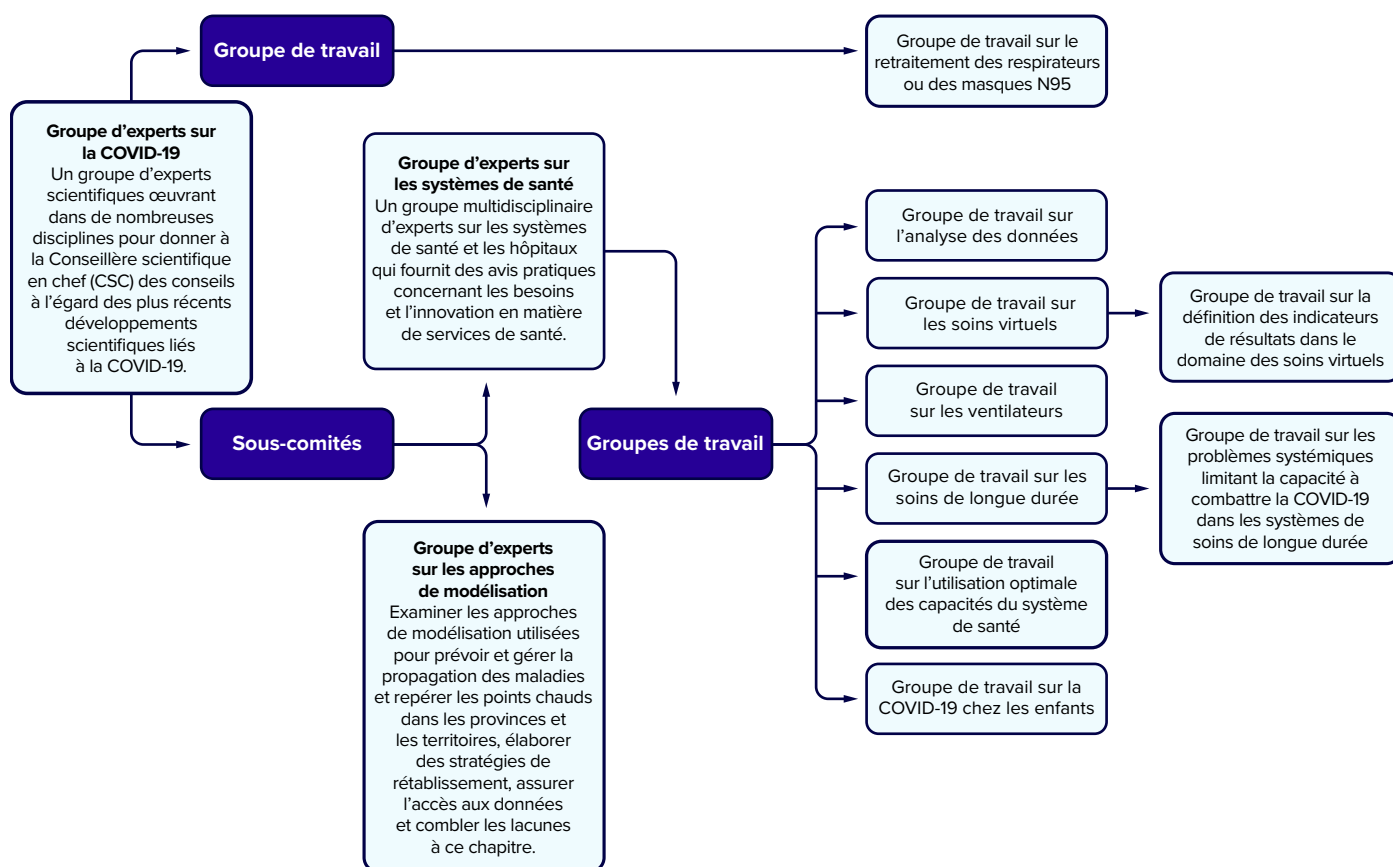 Groupe de travail
Groupe de travail sur le
retraitement des respirateurs
ou des masques N95
Groupe d’experts sur
la COVID-19
Un groupe d’experts
scientifiques œuvrant
dans de nombreuses
disciplines pour donner à
la Conseillère scientifique
en chef (CSC) des conseils
à l’égard des plus récents
développements
scientifiques liés
à la COVID-19.
Groupe d’experts sur
les systèmes de santé
Un groupe multidisciplinaire
d’experts sur les systèmes
de santé et les hôpitaux
qui fournit des avis pratiques
concernant les besoins
et l’innovation en matière
de services de santé.
Sous-comités
Groupe d’experts
sur les approches
de modélisation
Examiner les approches
de modélisation utilisées
pour prévoir et gérer la
propagation des maladies
et repérer les points chauds
dans les provinces et
les territoires, élaborer
des stratégies de
rétablissement, assurer
l’accès aux données
et combler les lacunes
à ce chapitre.
Groupes de travail
Groupe de travail sur
l’analyse des données
Groupe de travail sur
les soins virtuels
Groupe de travail sur la
définition des indicateurs
de résultats dans le
domaine des soins virtuels
Groupe de travail
sur les ventilateurs
Groupe de travail sur les
soins de longue durée
Groupe de travail sur les
problèmes systémiques
limitant la capacité à
combattre la COVID-19
dans les systèmes de
soins de longue durée
Groupe de travail
sur l’utilisation optimale
des capacités du système
de santé
Groupe de travail sur la
COVID-19 chez les enfants